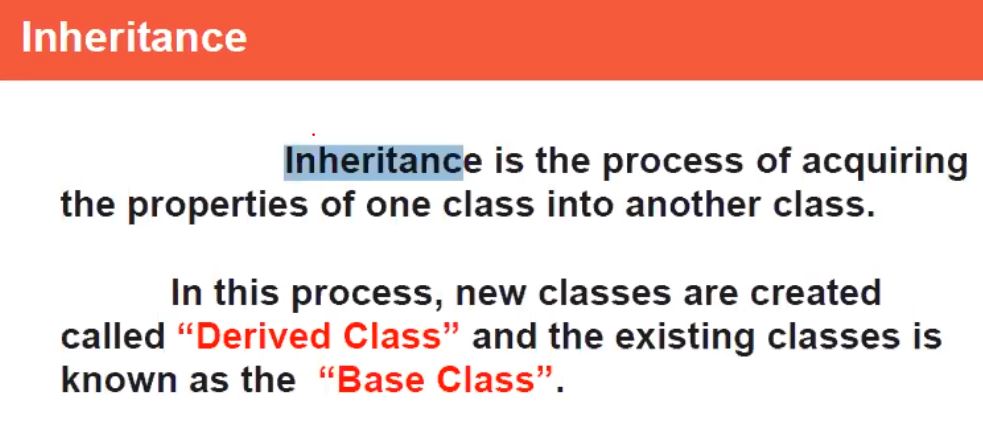 Inheritance
Inheritance is the process of acquiring
the properties of one class into another class.
In this process, new classes are created
called “Derived Class” and the existing classes is
known as the “Base Class”.